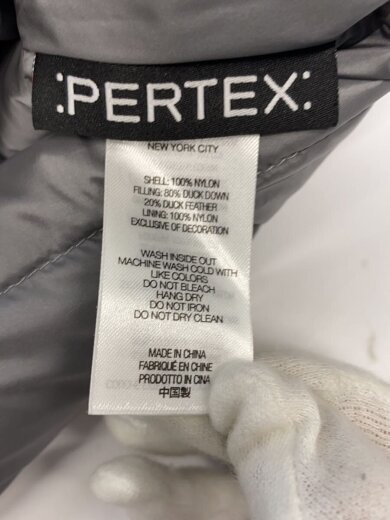 :PERTEX:
NEW YORK CITY
SHELL: 100% NYLON
FILLING: 80% DUCK DOWN
20% DUCK FEATHER
LINING: 100% NYLON
EXCLUSIVE OF DECORATION
WASH INSIDE OUT
MACHINE WASH COLD WITH
LIKE COLORS
DO NOT BLEACH
HANG DRY
DO NOT IRON
DO NOT DRY CLEAN
MADE IN CHINA
FABRIQUÉ EN CHINE
PRODOTTO IN CINA
中国製